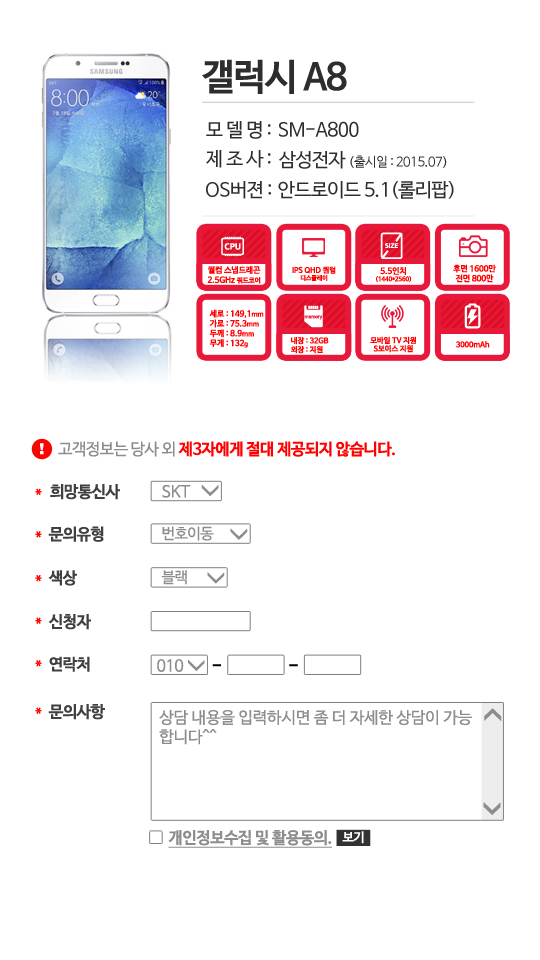 갤럭시 A8
SAMSUNG
8:00
20°
모 델 명 : SM-A800
제 조 사 : 삼성전자 (출시일 : 2015.07)
OS버젼 : 안드로이드 5.1(롤리팝)
CPU
퀄컴 스냅드래곤
2.5GHz 쿼드코어
IPS QHD 퀀텀
디스플레이
SIZE
5.5인치
(1440*2560)
후면 1600만
전면 800만
세로 : 149,1mm
가로 : 75.3mm
두께 : 8.9mm
무게 : 132g
memory
내장 : 32GB
외장 : 지원
모바일 TV 지원
S보이스 지원
3000mAh
! 고객정보는 당사 외 제3자에게 절대 제공되지 않습니다.
* 희망통신사 SKT
* 문의유형 번호이동
* 색상 블랙
* 신청자
* 연락처 010 - -
* 문의사항 상담 내용을 입력하시면 좀 더 자세한 상담이 가능
합니다^^
개인정보수집 및 활용동의. 보기